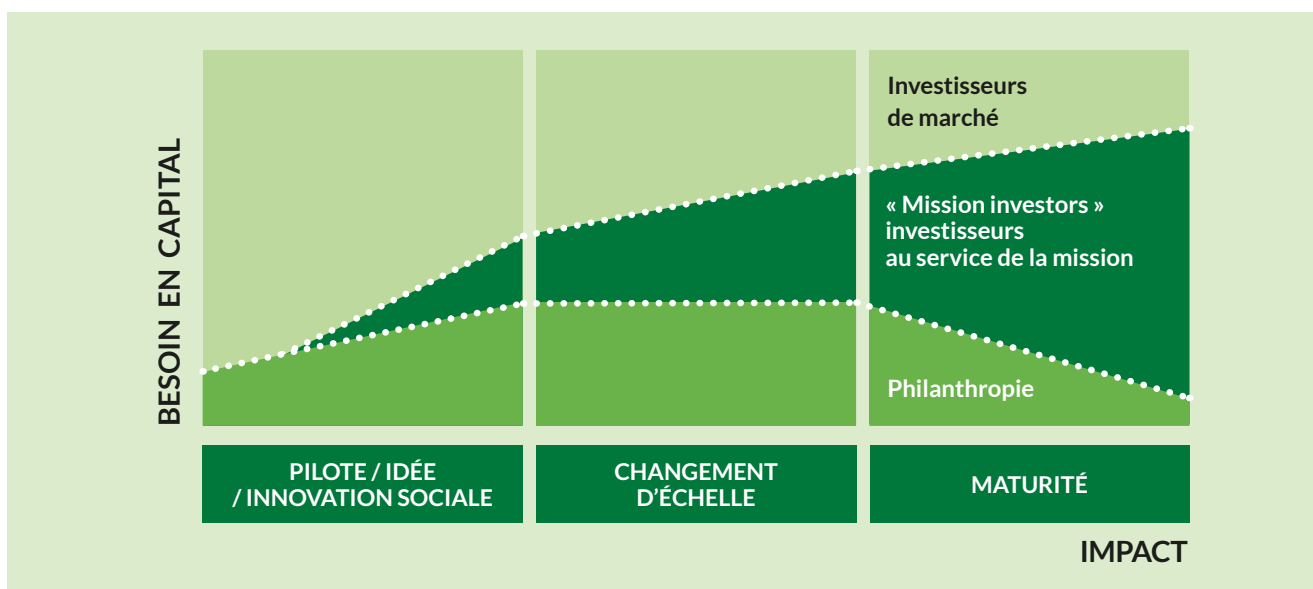 BESOIN EN CAPITAL
Investisseurs
de marché
« Mission investors »
investisseurs
au service de la mission
Philanthropie
PILOTE / IDÉE
/ INNOVATION SOCIALE
CHANGEMENT
D’ÉCHELLE
MATURITÉ
IMPACT